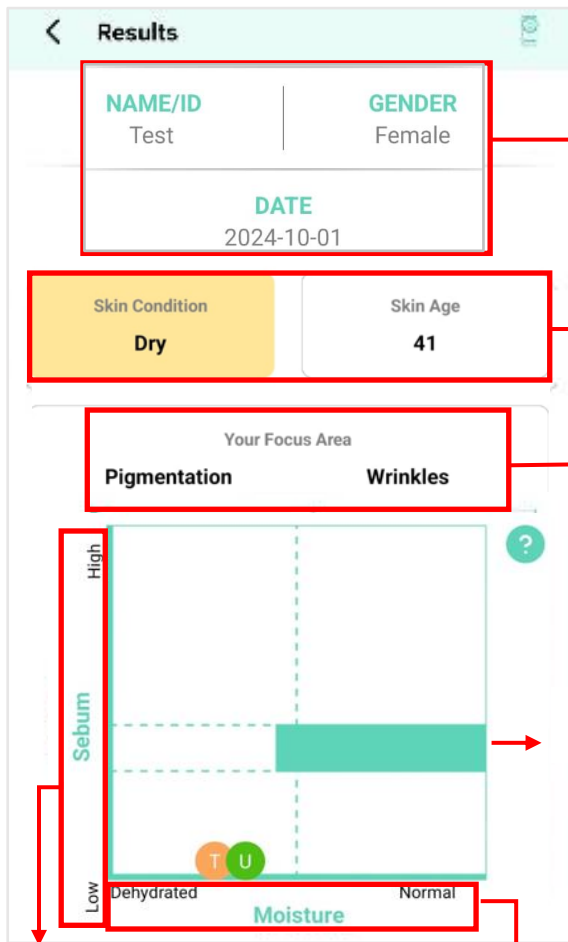 Results
NAME/ID GENDER
Test Female
DATE
2024-10-01
Skin Condition Skin Age
Dry 41
Your Focus Area
Pigmentation Wrinkles
?
High
Sebum
Low
T U
Dehydrated Normal
Moisture